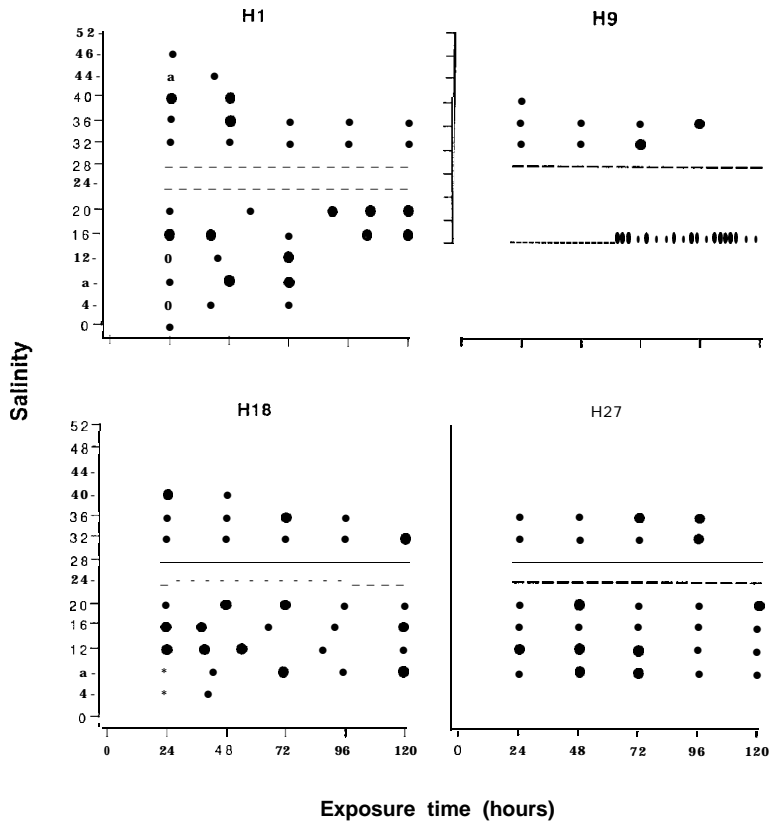 H1
H9
52-
46-
44-
a
40
36
32
28
24-
20
16
12-
0
a-
4-
0
0
Salinity
H18
H27
52
48
44-
40-
36
32
28
24-
20
16
12
a-
*
4-
*
0
0 24 48 72 96 120
0 24 48 72 96 120
Exposure time (hours)